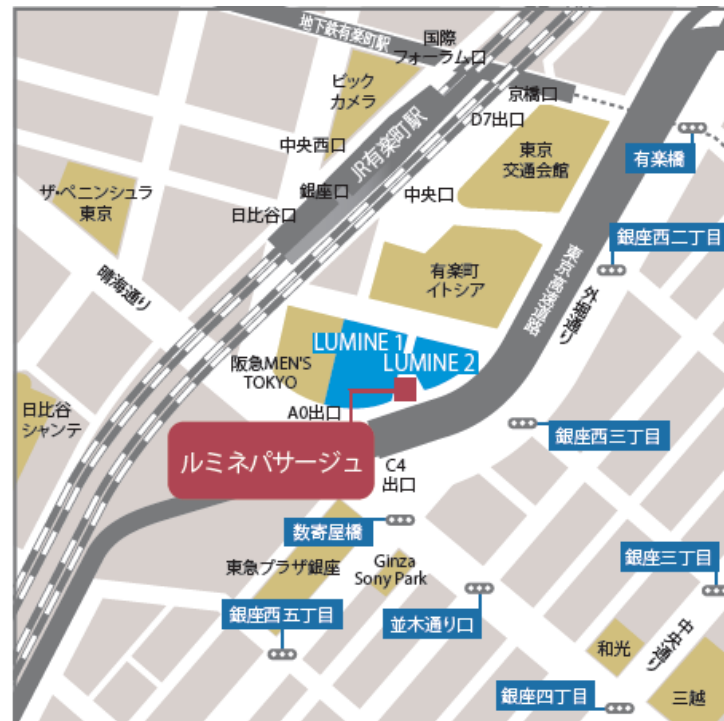 地下鉄有楽町駅
国際
フォーラム口
ビック
カメラ
京橋口
D7出口
JR有楽町駅
中央西口
東京
交通会館
有楽橋
ザ・ペニンシュラ
東京
銀座口
中央口
日比谷口
銀座西二丁目
有楽町
イトシア
東京高速道路
外堀通り
晴海通り
LUMINE 1
LUMINE 2
阪急MEN'S
TOKYO
A0出口
日比谷
シャンテ
銀座西三丁目
ルミネパサージュ
C4
出口
数寄屋橋
東急プラザ銀座
Ginza
Sony Park
銀座三丁目
銀座西五丁目
並木通り口
中央通り
和光
銀座四丁目
三越